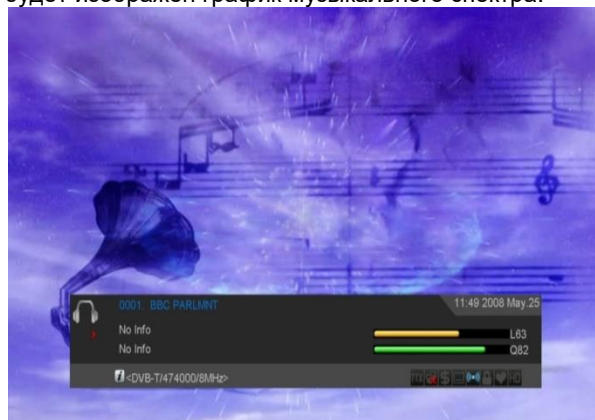 будет изображен график музыкального спектра:
0001. BBC PARLMNT
11:49 2008 May.25
No Info
L63
No Info
Q82
<DVB-T/474000/8MHz>
HD